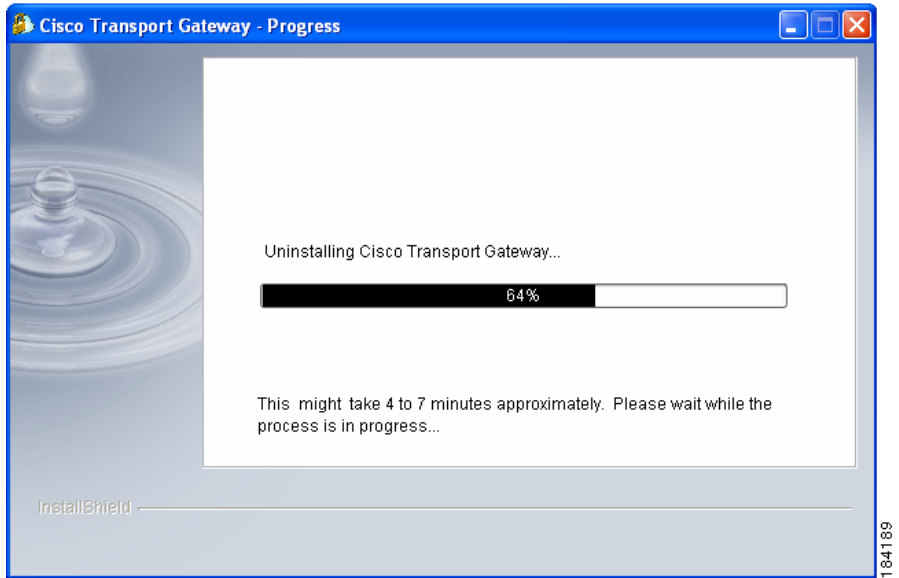 Cisco Transport Gateway - Progress
Uninstalling Cisco Transport Gateway...
64%
This might take 4 to 7 minutes approximately. Please wait while the
process is in progress...
InstallShield
184189